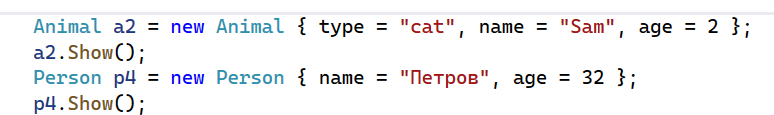 Animal a2 = new Animal { type = "cat", name = "Sam", age = 2 };
a2.Show();
Person p4 = new Person { name = "Петров", age = 32 };
p4.Show();